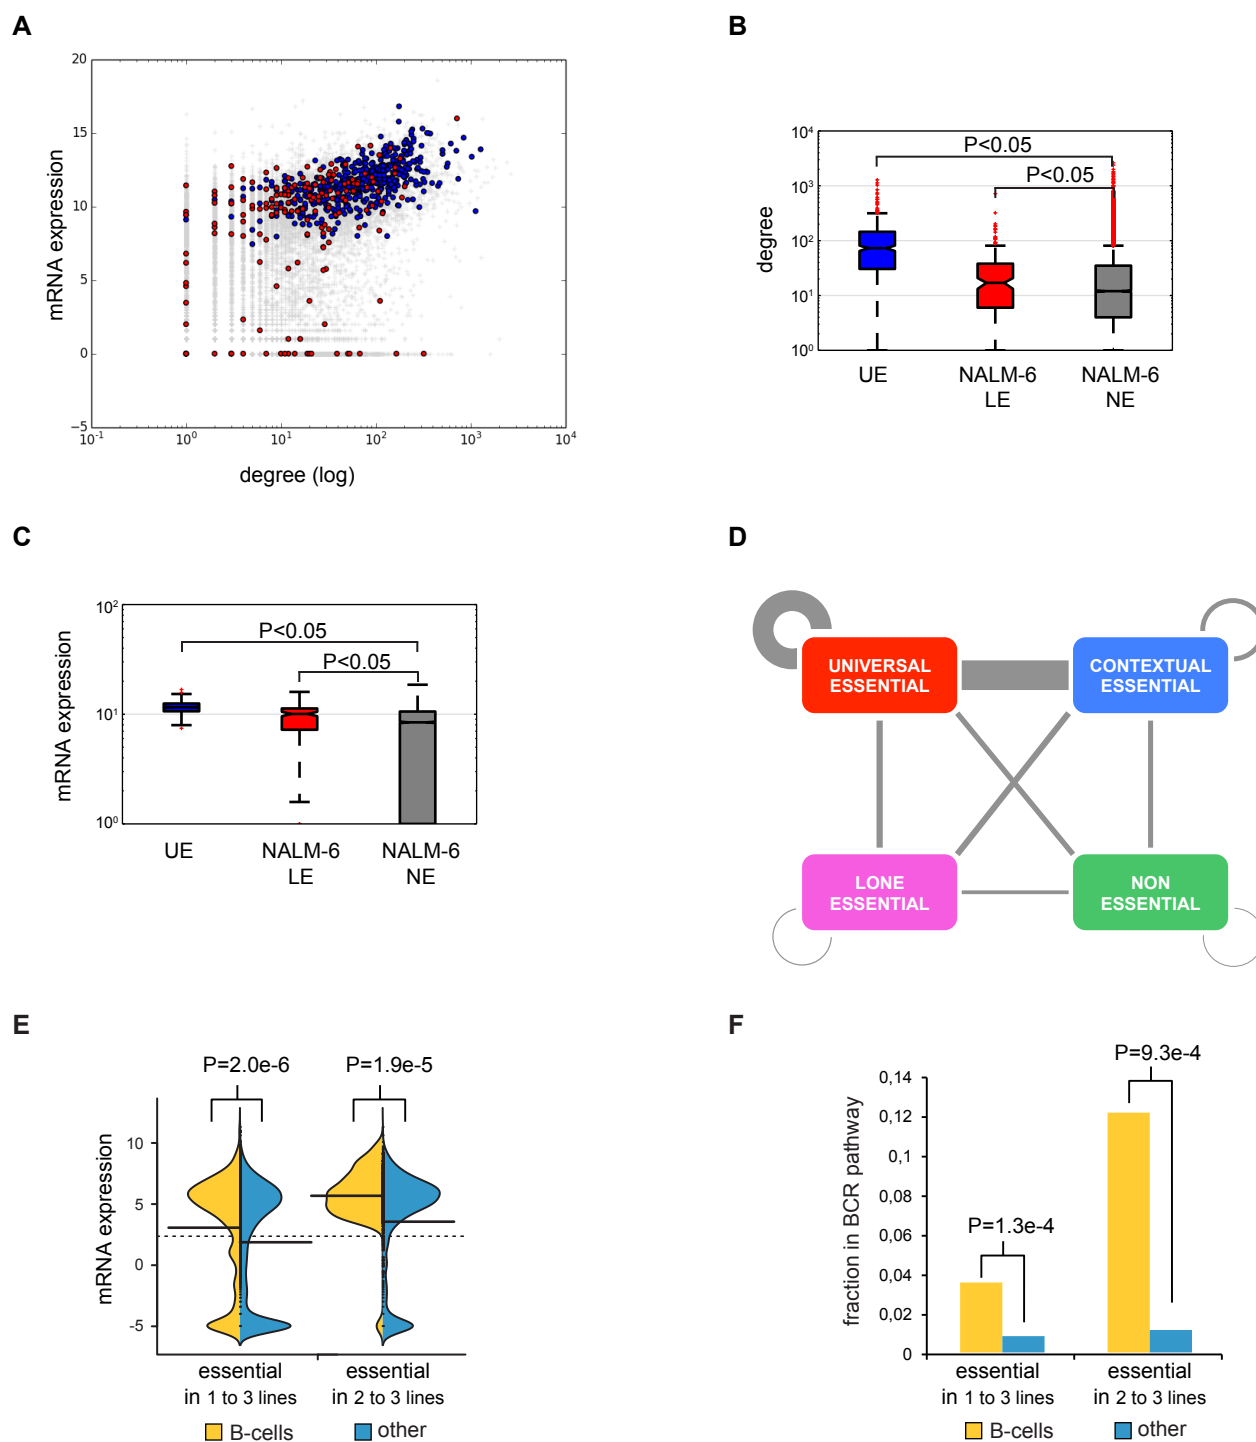 A
B
20
15
10
5
0
−5
mRNA expression
10-1
100
101
102
103
104
degree (log)
104
103
102
101
100
degree
P<0.05
P<0.05
UE
NALM-6
LE
NALM-6
NE
C
D
102
101
100
mRNA expression
P<0.05
P<0.05
UE
NALM-6
LE
NALM-6
NE
UNIVERSAL
ESSENTIAL
CONTEXTUAL
ESSENTIAL
LONE
ESSENTIAL
NON
ESSENTIAL
E
F
P=2.0e-6
P=1.9e-5
10
5
0
-5
mRNA expression
essential
in 1 to 3 lines
essential
in 2 to 3 lines
B-cells
other
P=9.3e-4
P=1.3e-4
0,14
0,12
0,1
0,08
0,06
0,04
0,02
0
fraction in BCR pathway
essential
in 1 to 3 lines
essential
in 2 to 3 lines
B-cells
other